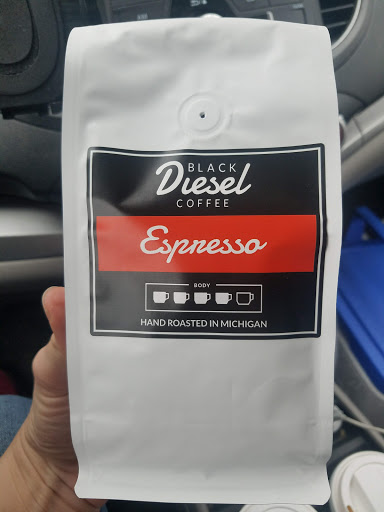 BLACK
Diesel
COFFEE
Espresso
BODY
HAND ROASTED IN MICHIGAN